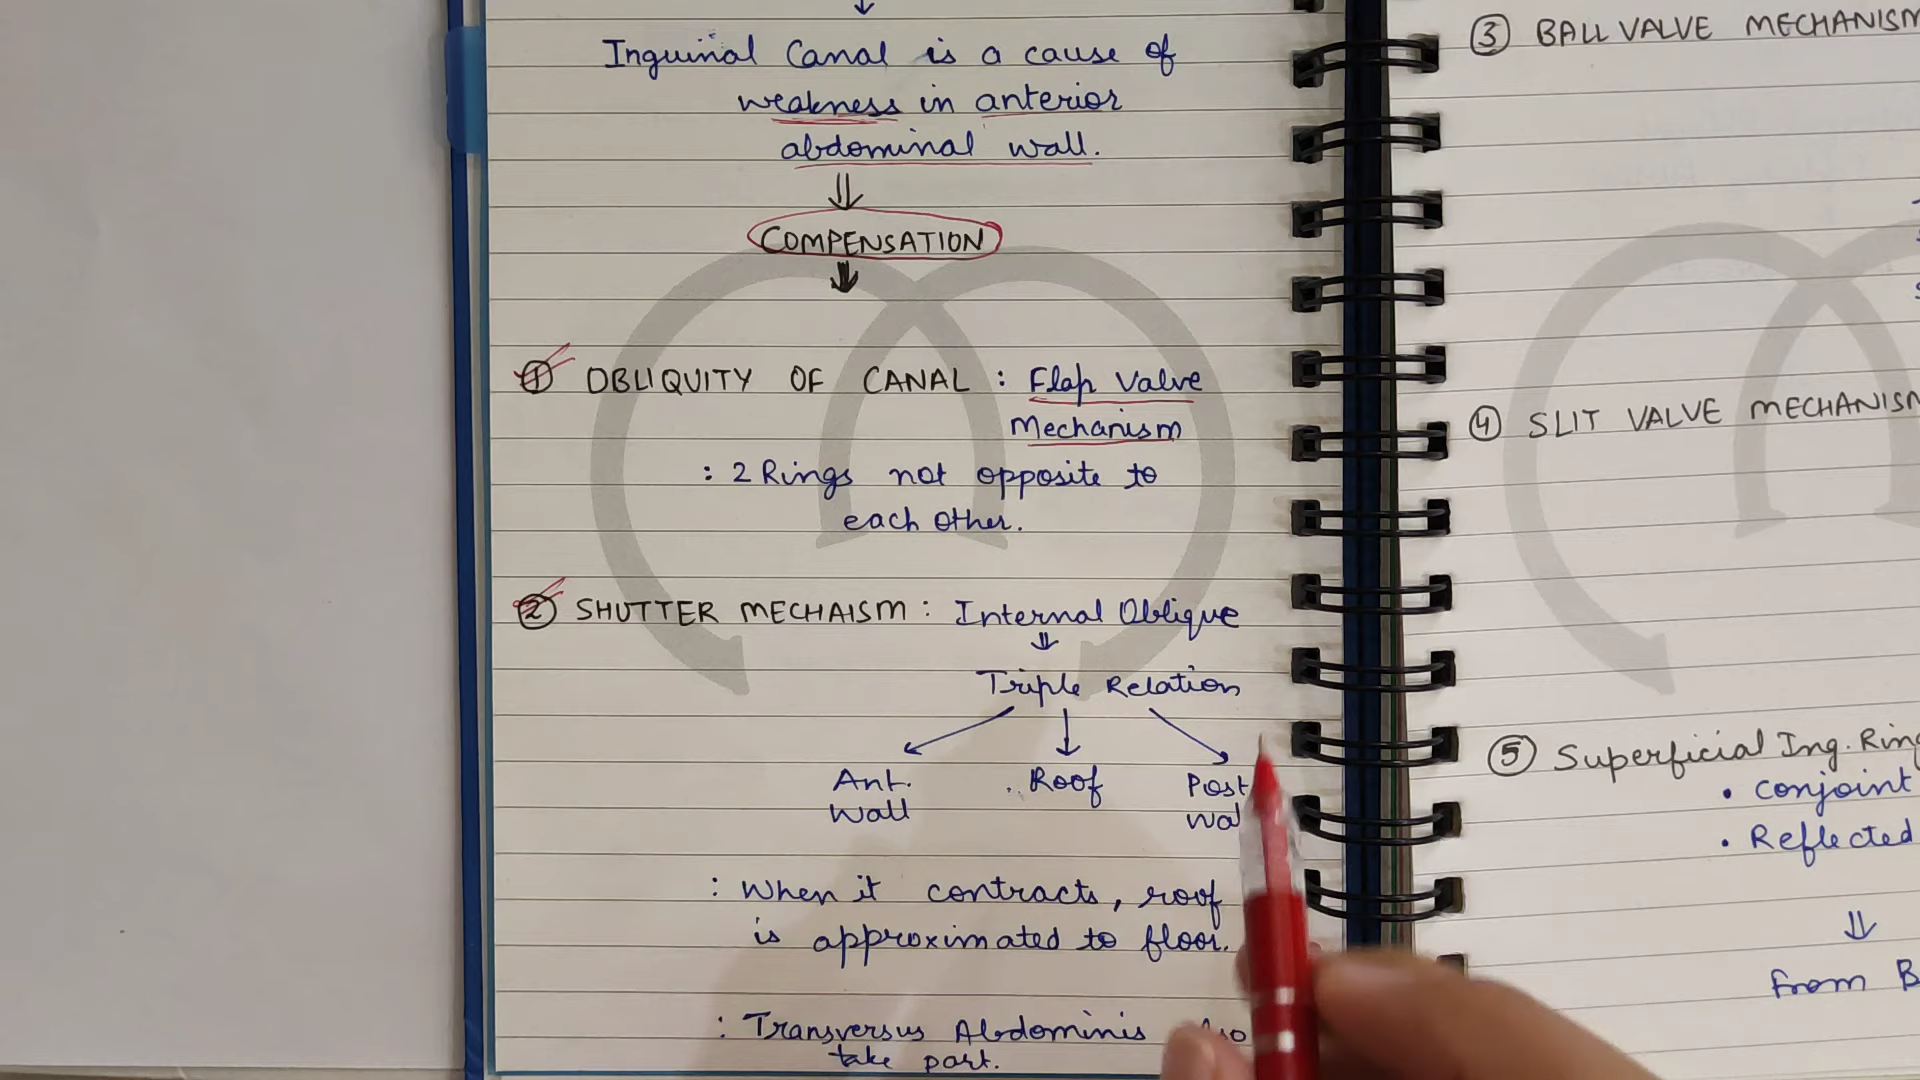 Inguinal Canal is a cause of
weakness in anterior
abdominal wall.
COMPENSATION
① OBLIQUITY OF CANAL : Flap Valve
Mechanism
: 2 Rings not opposite to
each other.
② SHUTTER MECHAISM : Internal Oblique
Triple Relation
Ant. Roof Post
Wall wal
: When it contracts, roof
is approximated to floor.
: Transversus Abdominis
take part.
③ BALL VALVE MECHANISM
④ SLIT VALVE MECHANISM
⑤ Superficial Ing. Ring
• Conjoint
• Reflected
From B